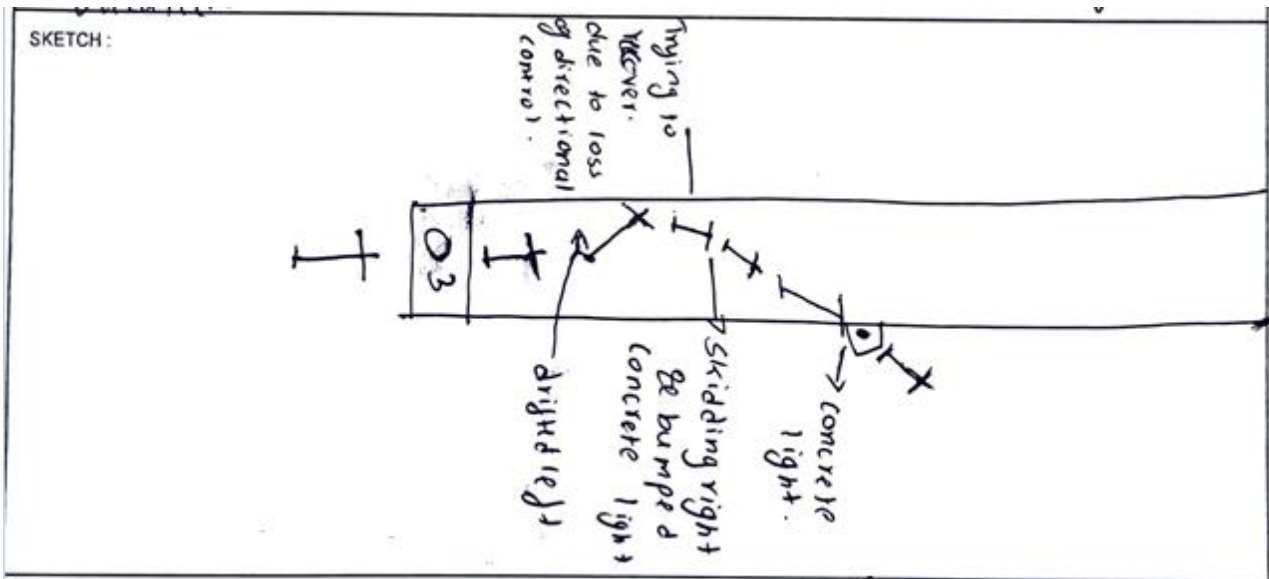 SKETCH:
Trying to
recover.
due to loss
of directional
control.
03
drifted left
Skidding right
& bumped
concrete light
concrete
light.